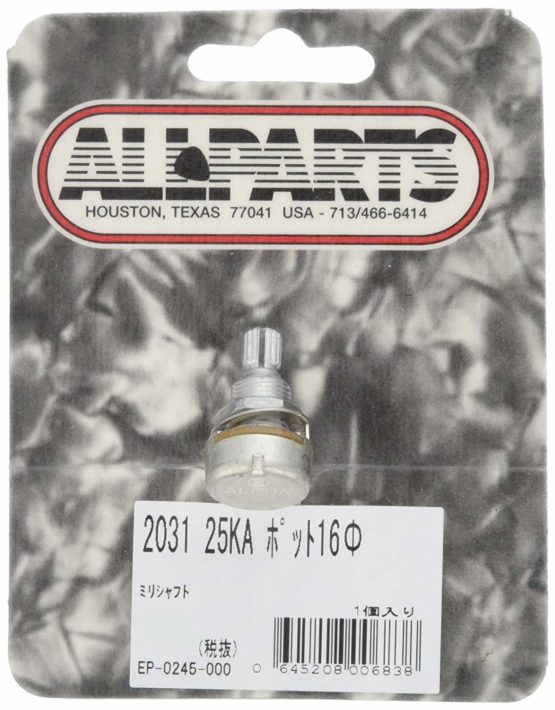 ALLPARTS
HOUSTON, TEXAS 77041 USA - 713/466-6414
ALPHA
2031 25KA ﾎﾟｯﾄ16Φ
ﾐﾘｼｬﾌﾄ
1個入り
(税抜)
EP-0245-000
0 645208 006838